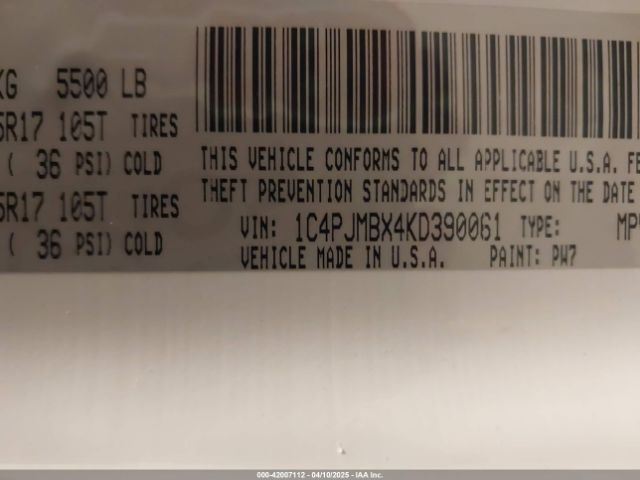 KG 5500 LB
5R17 105T TIRES
( 36 PSI) COLD
5R17 105T TIRES
( 36 PSI) COLD
THIS VEHICLE CONFORMS TO ALL APPLICABLE U.S.A. FE
THEFT PREVENTION STANDARDS IN EFFECT ON THE DATE
VIN: 1C4PJMBX4KD390061 TYPE: MP
VEHICLE MADE IN U.S.A. PAINT: PW7
000-42007112 - 04/10/2025 - IAA Inc.